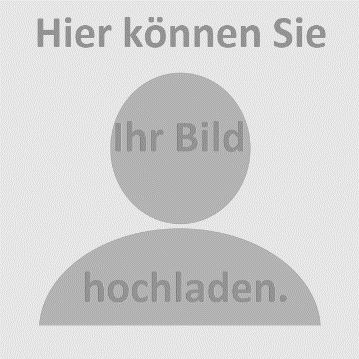 Hier können Sie
Ihr Bild
hochladen.